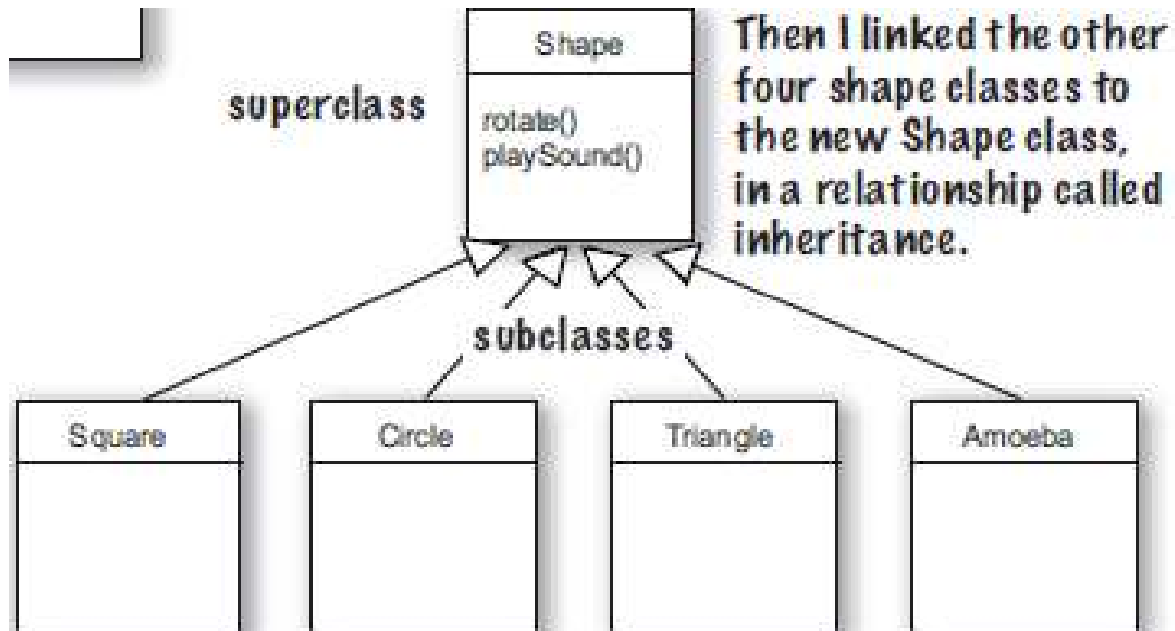 Shape
rotate()
playSound()
superclass
Then I linked the other
four shape classes to
the new Shape class,
in a relationship called
inheritance.
subclasses
Square
Circle
Triangle
Amoeba